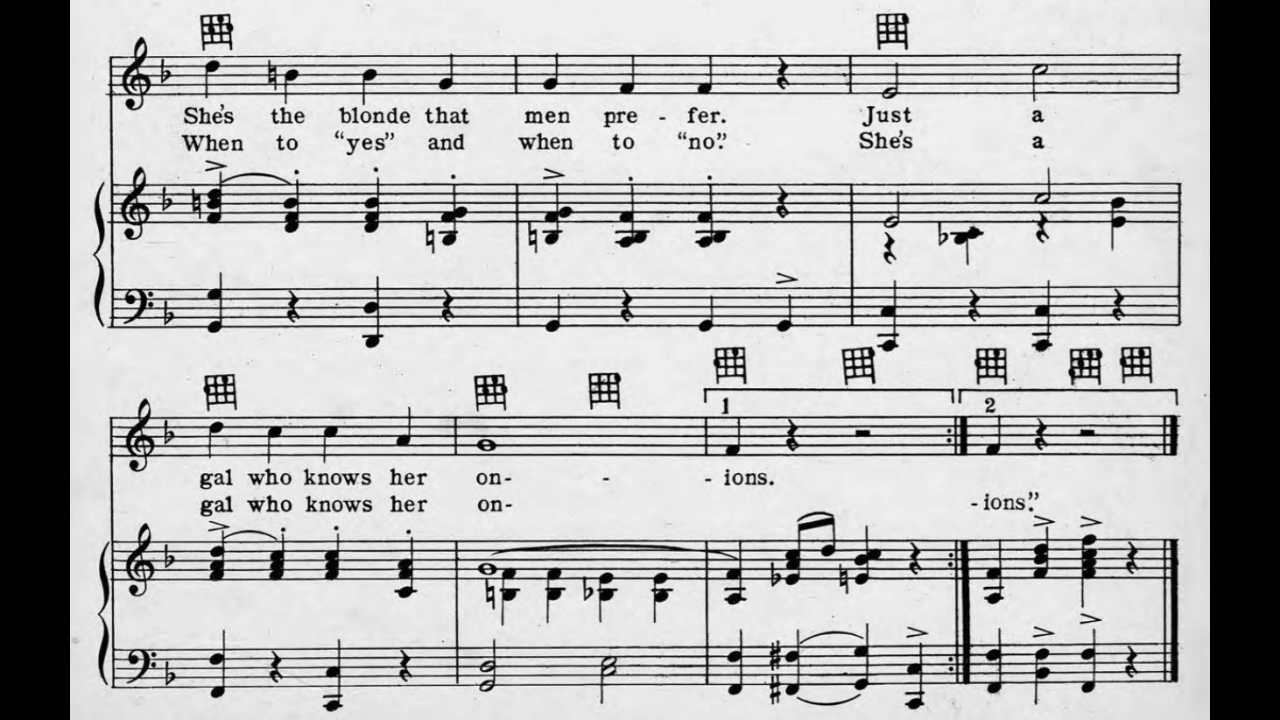 She's the blonde that men pre - fer. Just a
When to "yes" and when to "no." She's a
1 2
gal who knows her on- - - ions.
gal who knows her on- - ions."